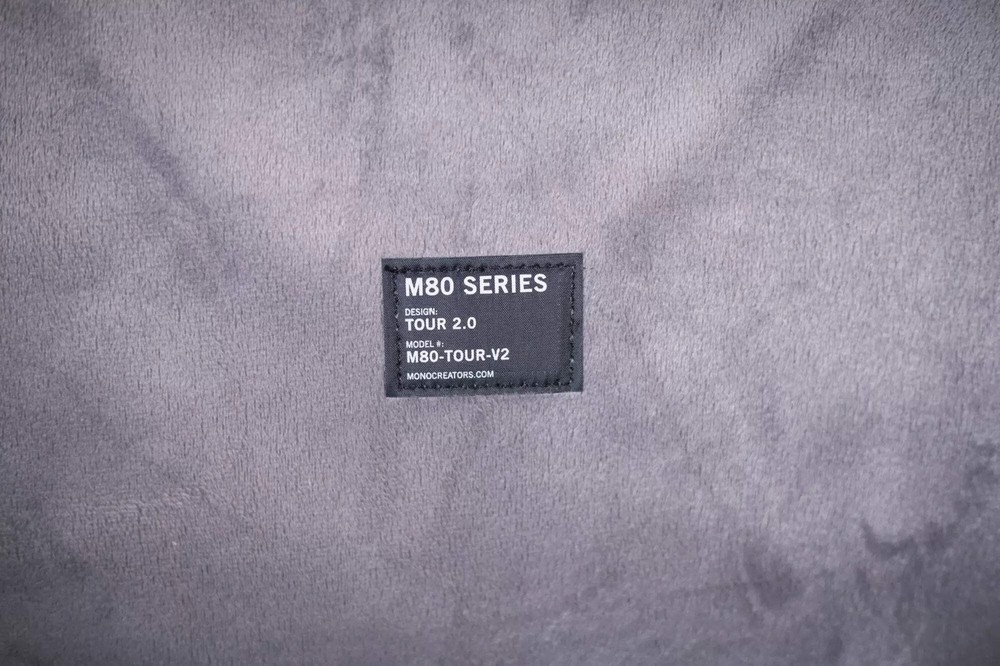 M80 SERIES
DESIGN:
TOUR 2.0
MODEL #:
M80-TOUR-V2
MONOCREATORS.COM